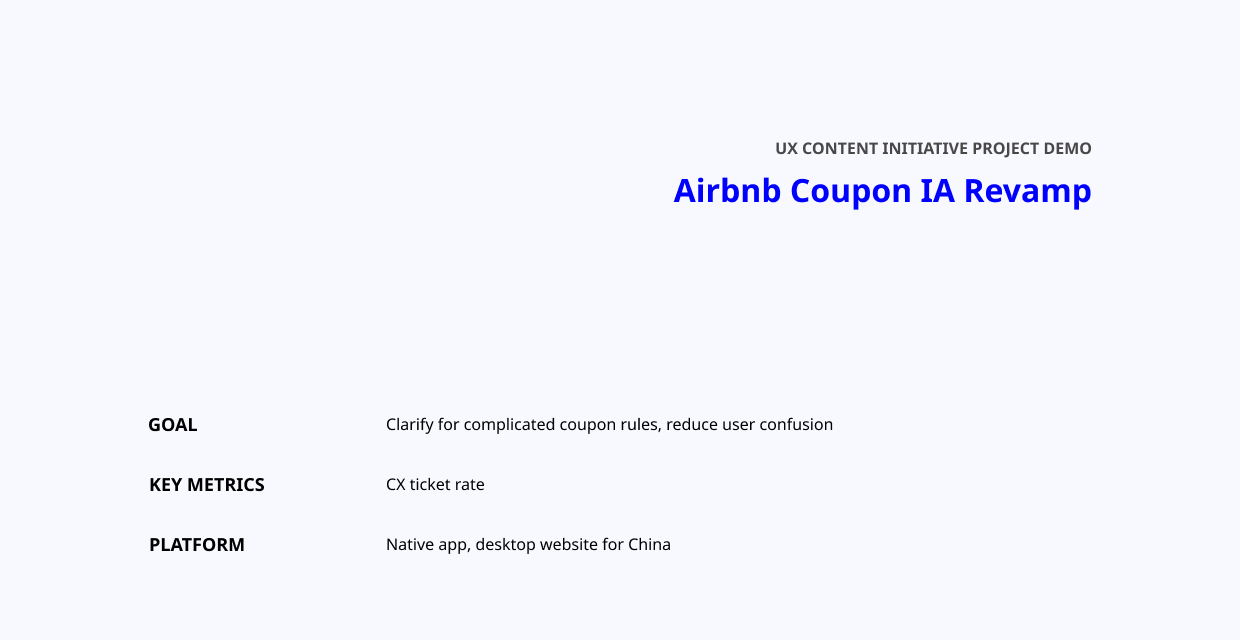 UX CONTENT INITIATIVE PROJECT DEMO
Airbnb Coupon IA Revamp
GOAL Clarify for complicated coupon rules, reduce user confusion
KEY METRICS CX ticket rate
PLATFORM Native app, desktop website for China